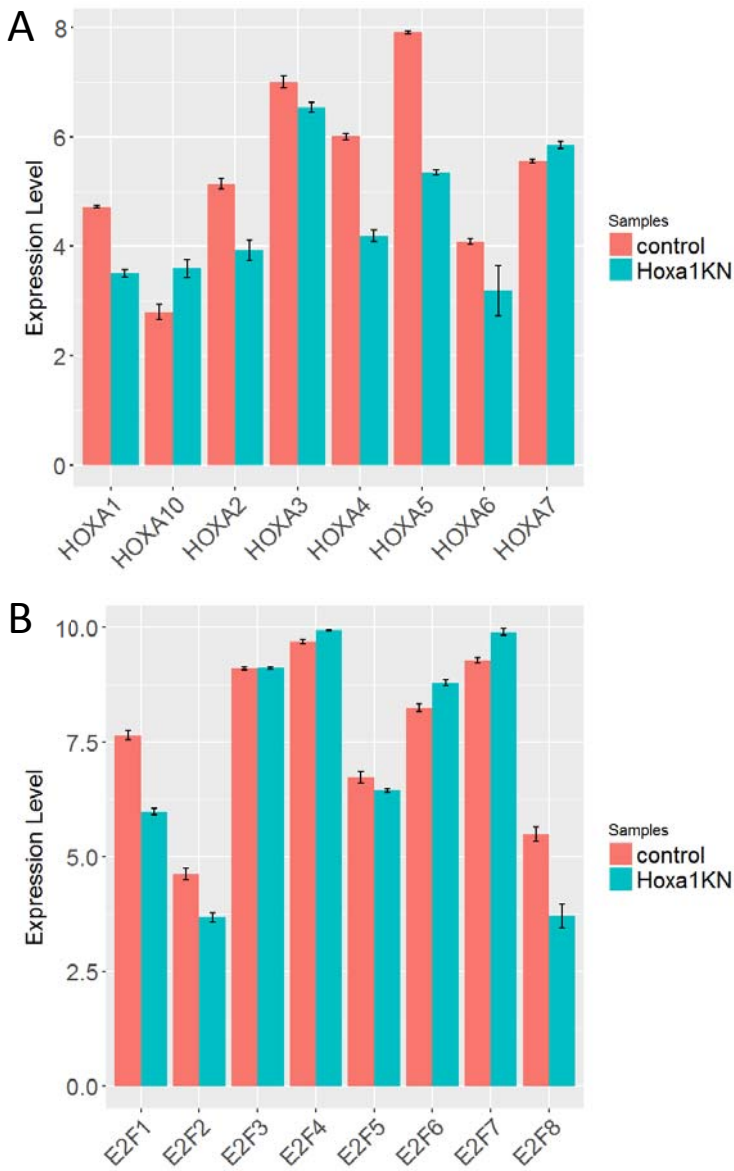 A
8
6
4
2
0
Expression Level
HOXA1
HOXA10
HOXA2
HOXA3
HOXA4
HOXA5
HOXA6
HOXA7
Samples
control
Hoxa1KN
B
10.0
7.5
5.0
2.5
0.0
Expression Level
E2F1
E2F2
E2F3
E2F4
E2F5
E2F6
E2F7
E2F8
Samples
control
Hoxa1KN